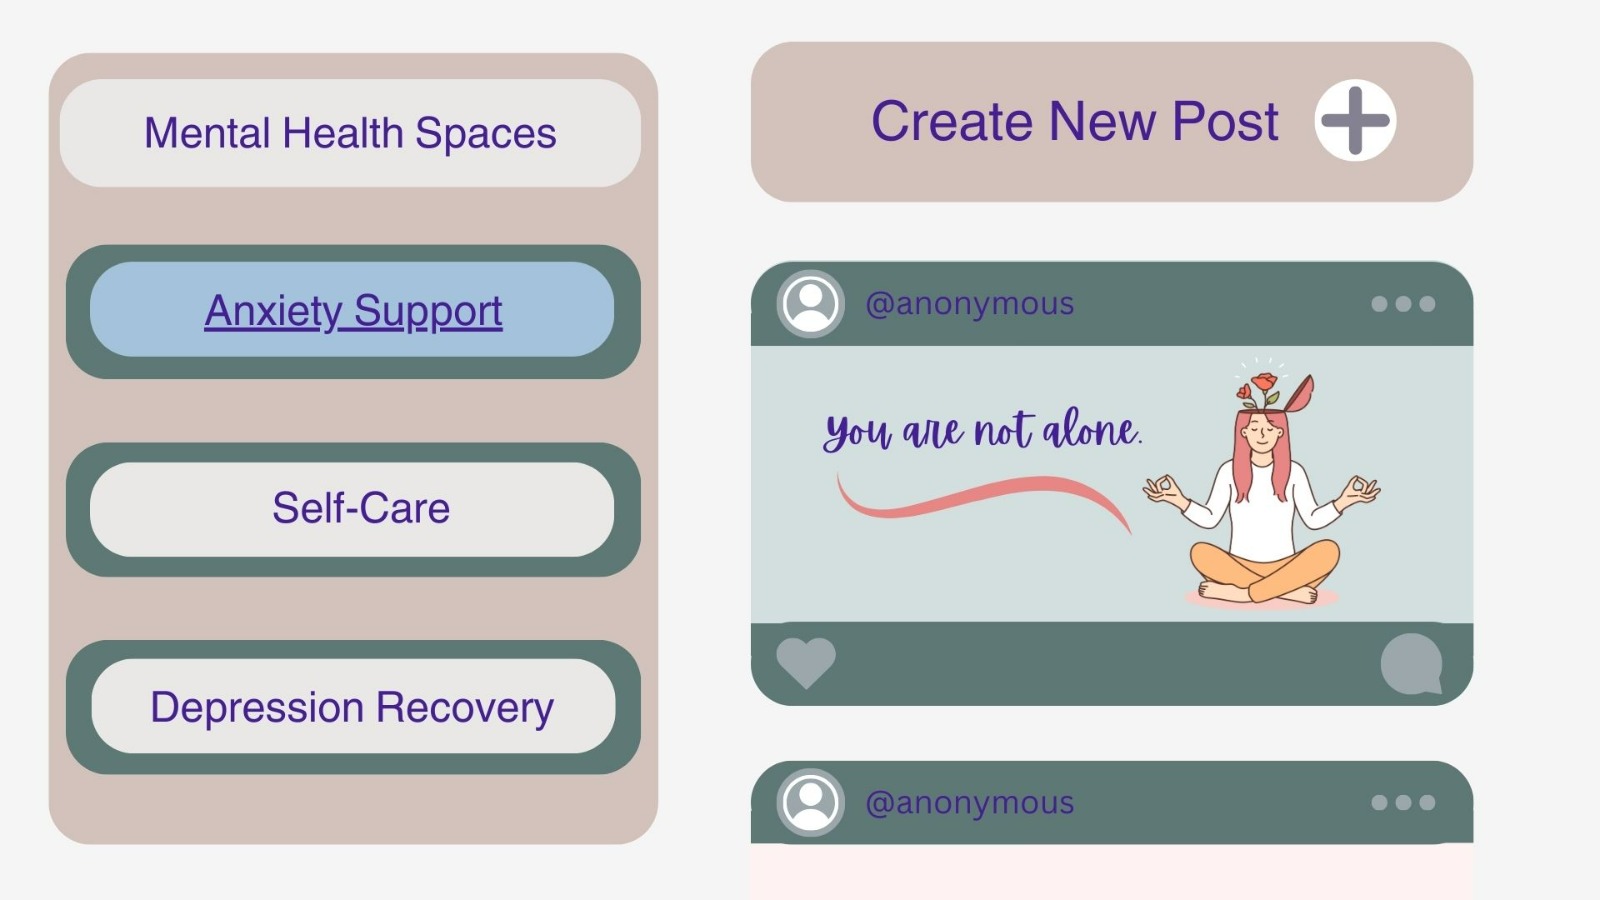 Mental Health Spaces
Anxiety Support
Self-Care
Depression Recovery
Create New Post
@anonymous
You are not alone.
@anonymous